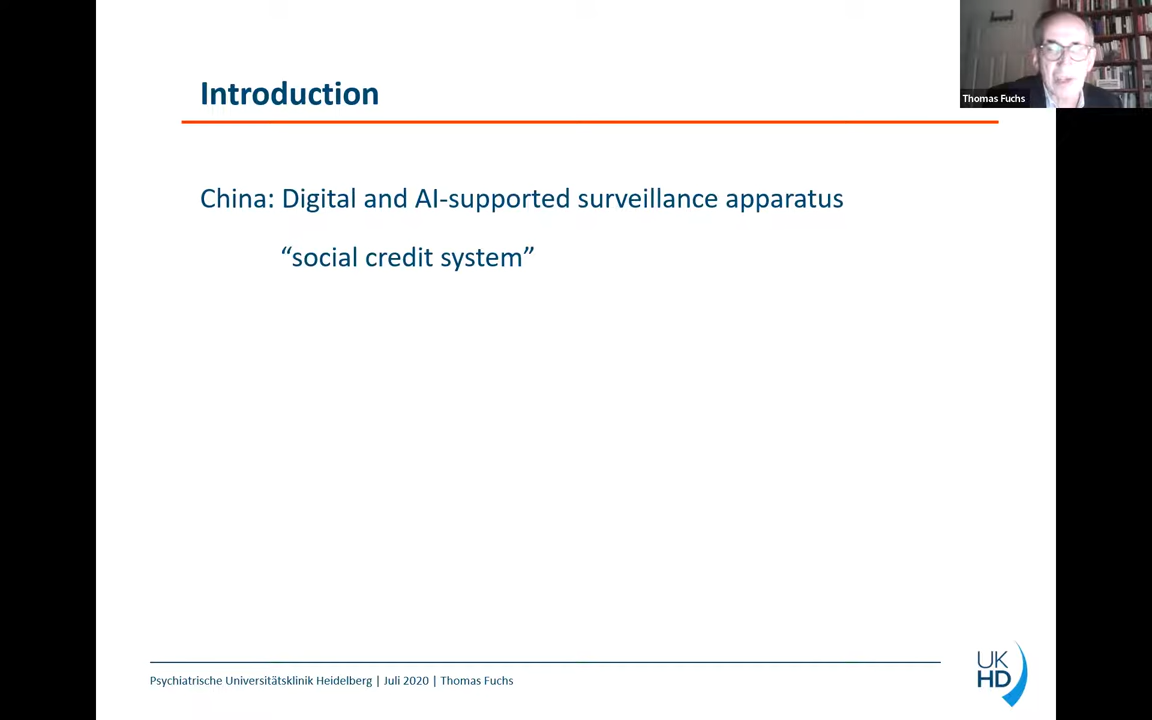 Thomas Fuchs
Introduction
China: Digital and AI-supported surveillance apparatus
“social credit system”
Psychiatrische Universitätsklinik Heidelberg | Juli 2020 | Thomas Fuchs
UK
HD